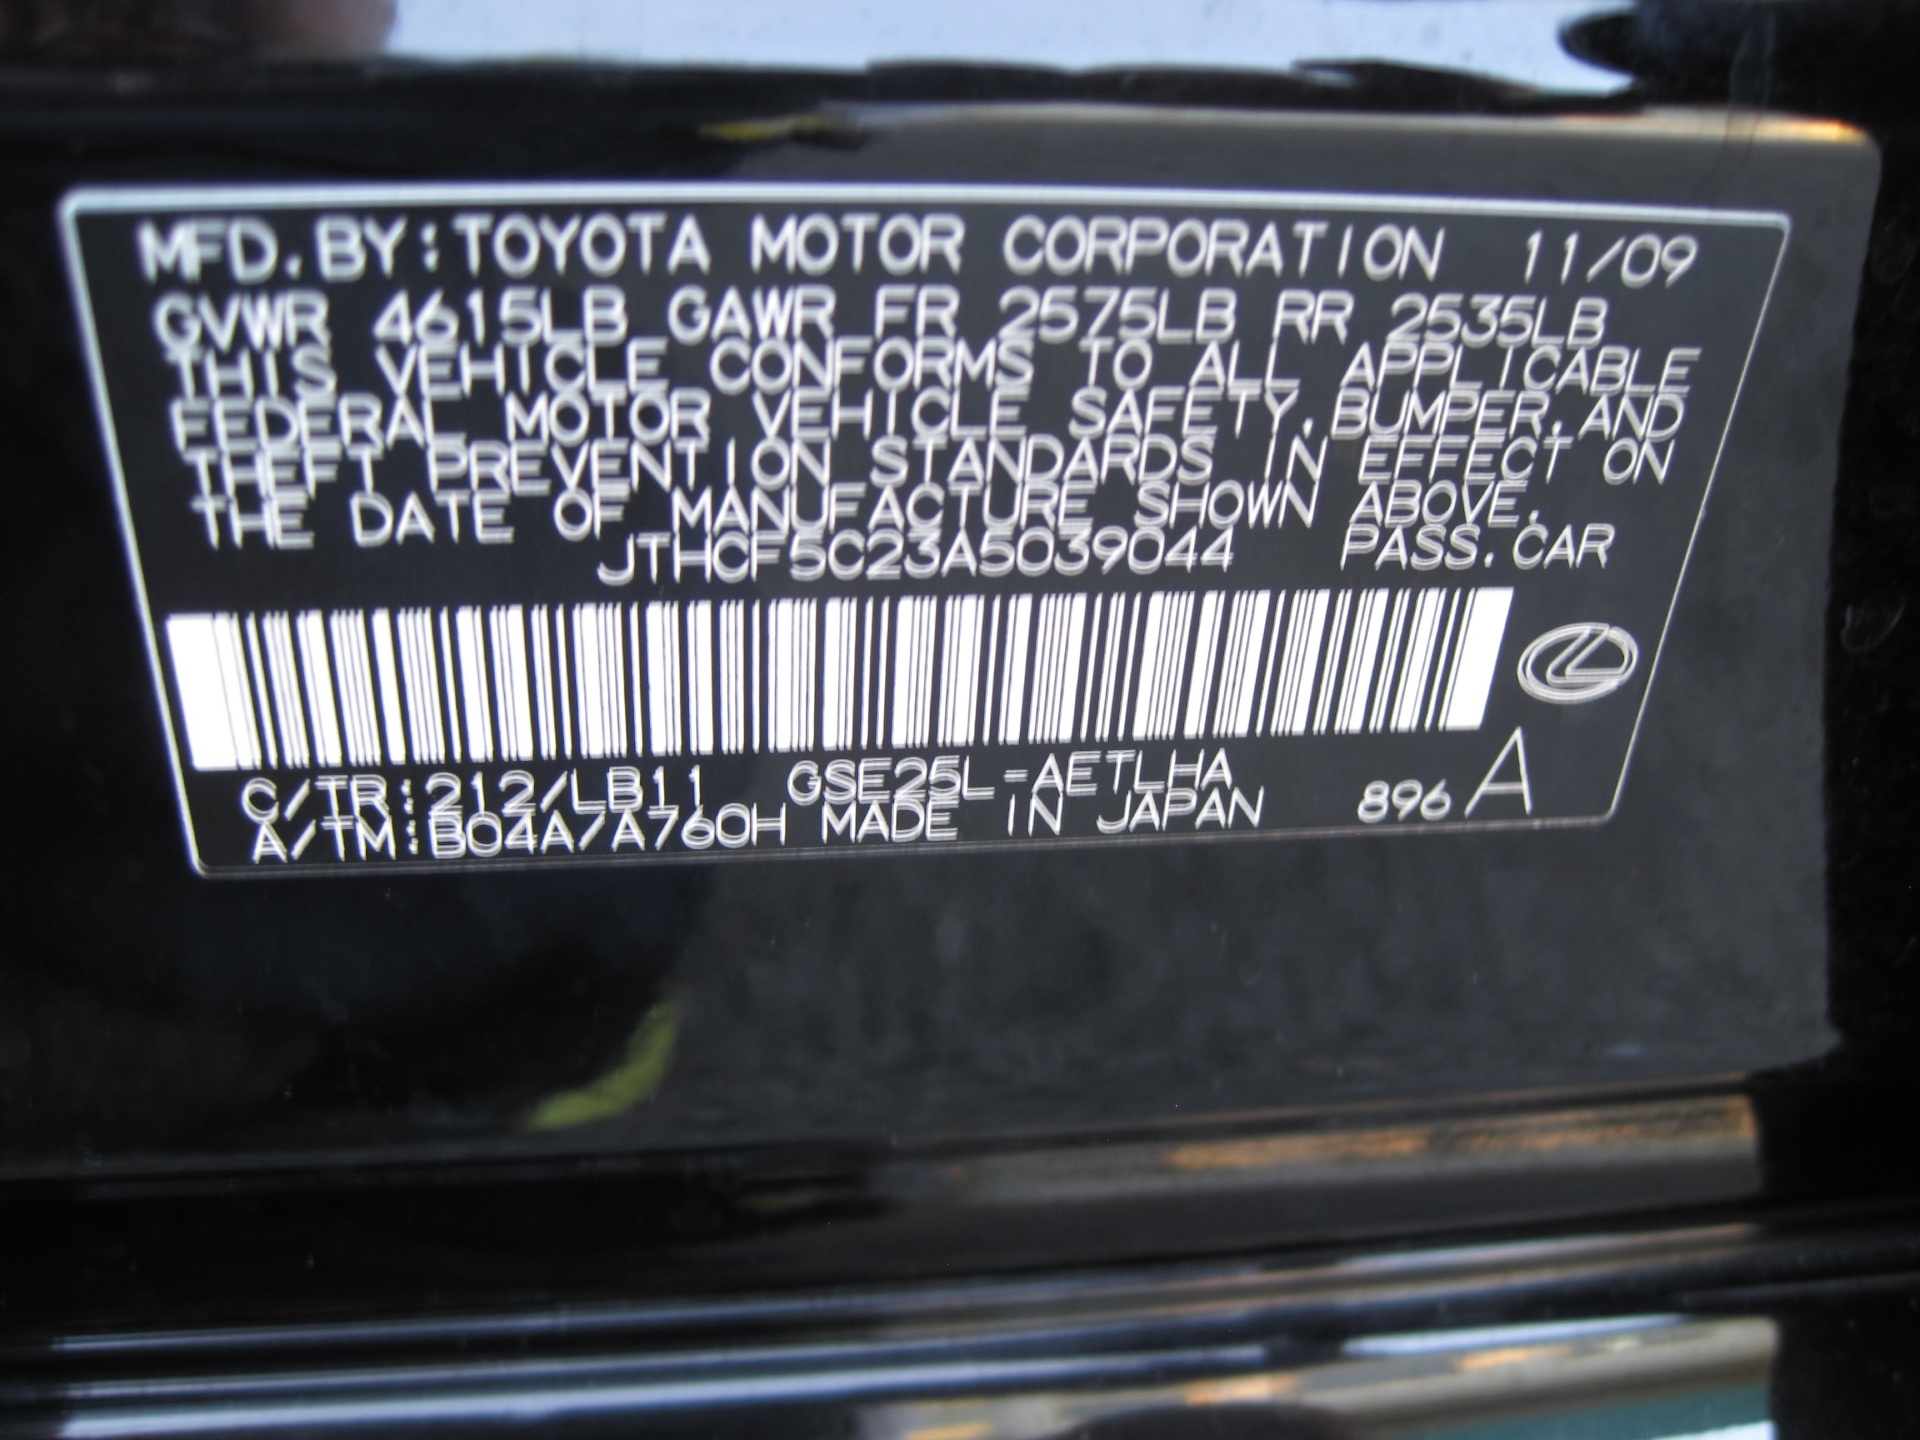 MFD.BY:TOYOTA MOTOR CORPORATION 11/09
GVWR 4615LB GAWR FR 2575LB RR 2535LB
THIS VEHICLE CONFORMS TO ALL APPLICABLE
FEDERAL MOTOR VEHICLE SAFETY,BUMPER,AND
THEFT PREVENTION STANDARDS IN EFFECT ON
THE DATE OF MANUFACTURE SHOWN ABOVE.
JTHCF5C23A5039044 PASS.CAR
C/TR:212/LB11 GSE25L-AETLHA
A/TM:B04A/A760H MADE IN JAPAN 896 A